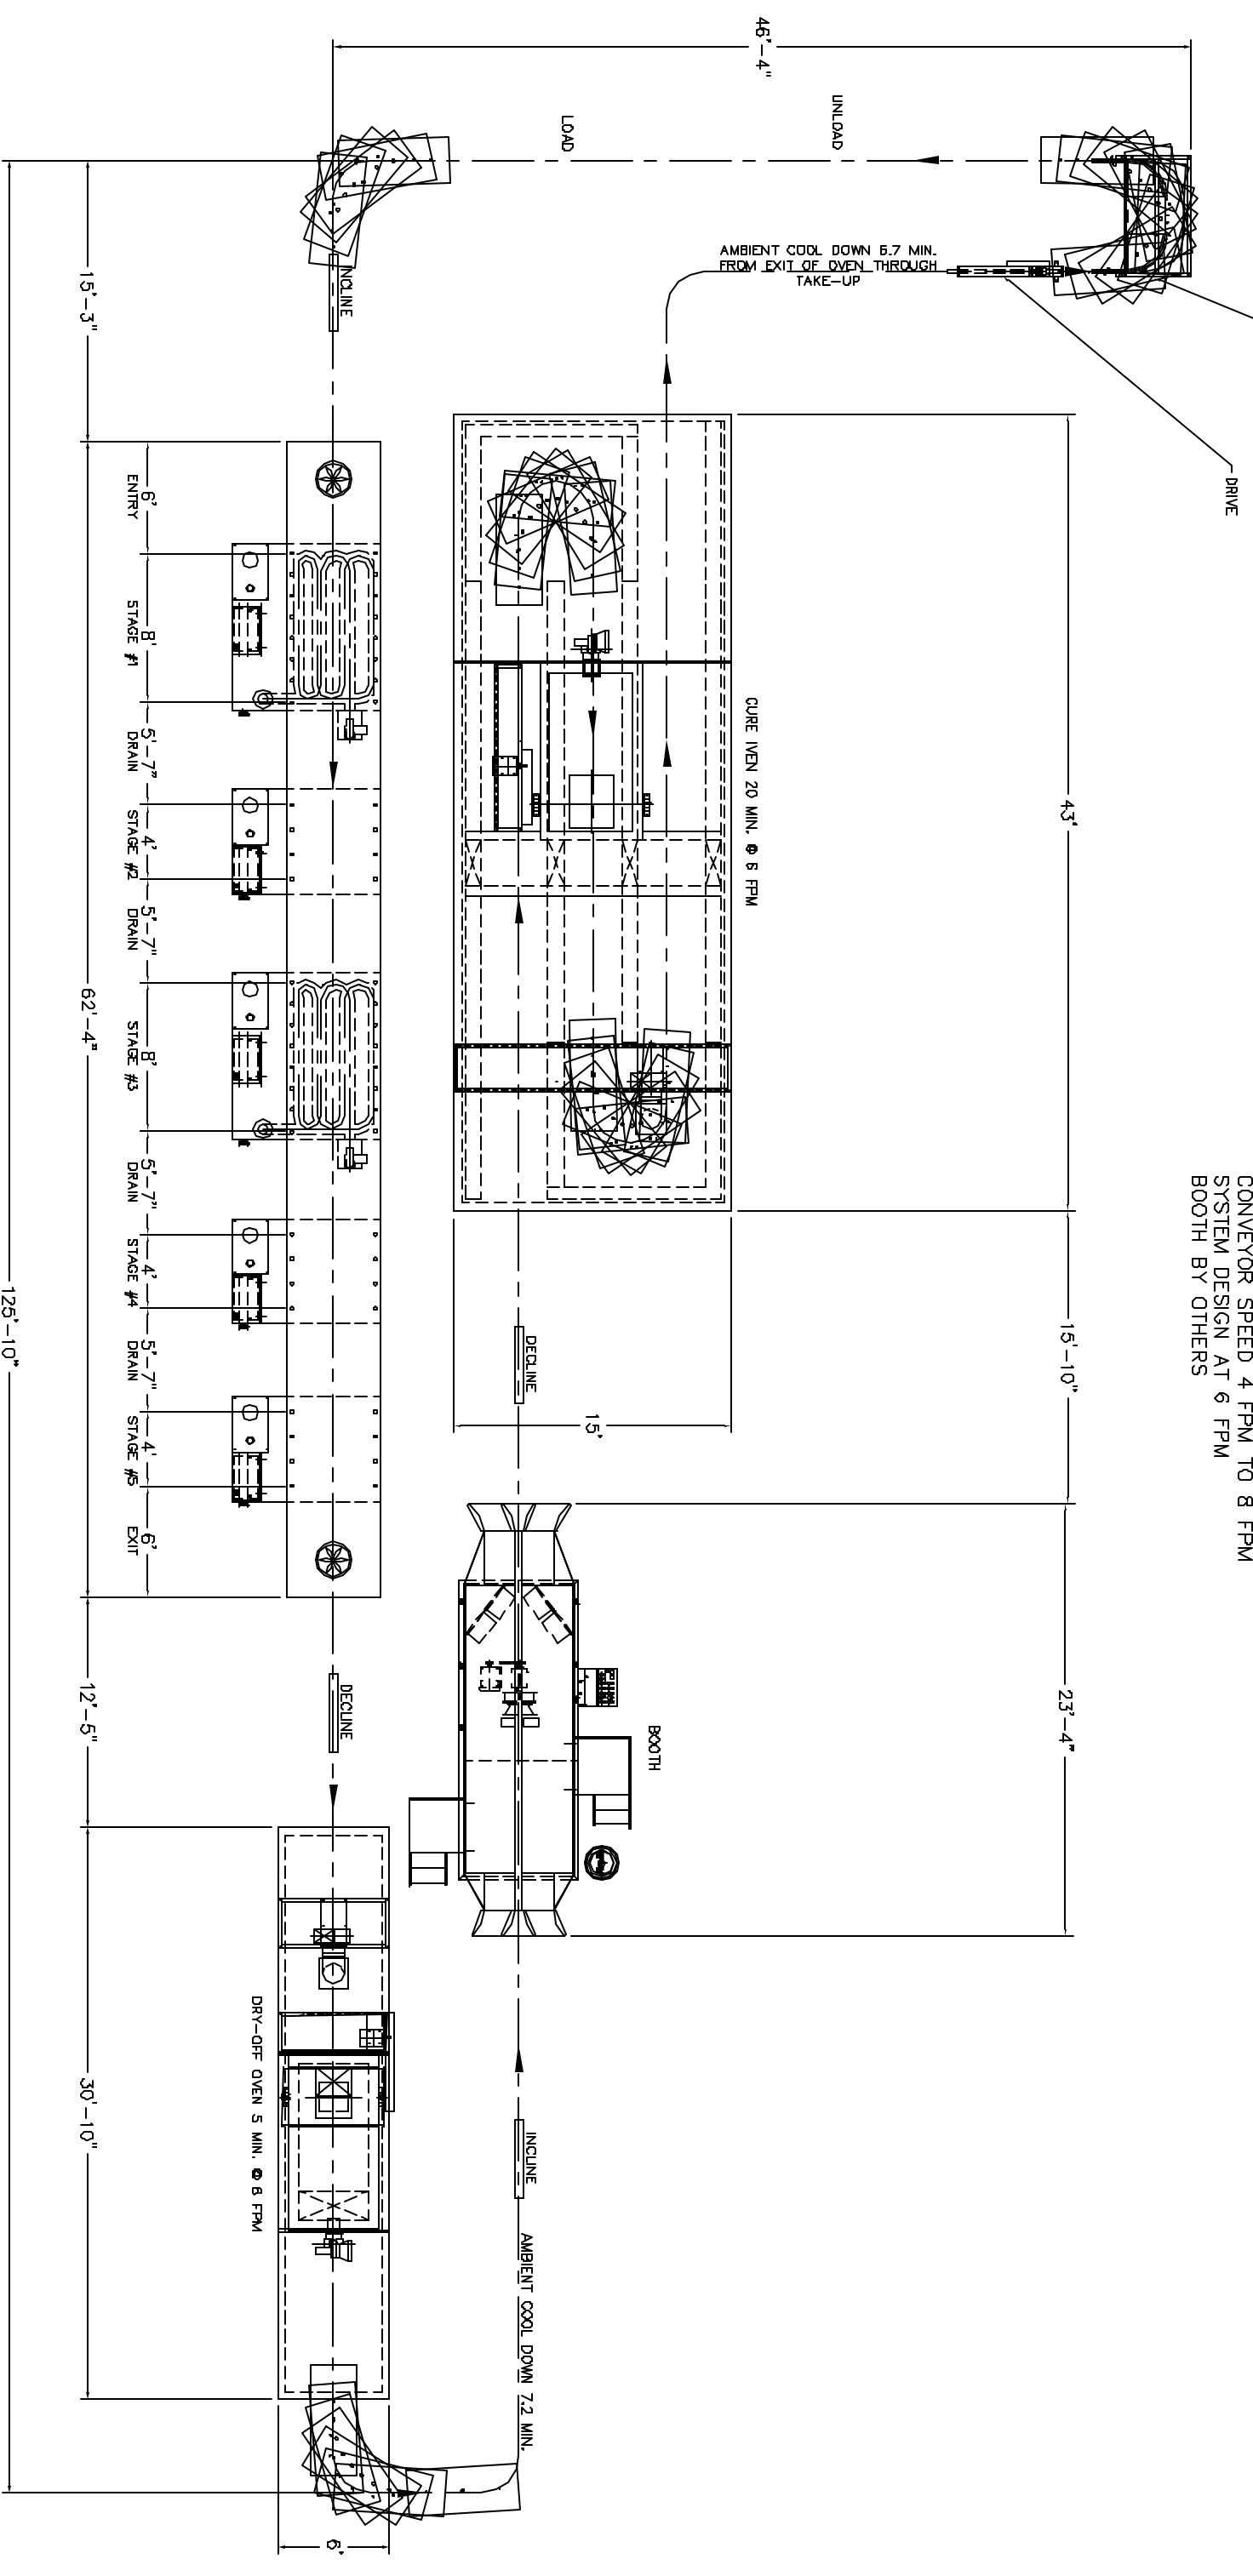 CONVEYOR SPEED 4 FPM TO 8 FPM
SYSTEM DESIGN AT 6 FPM
BOOTH BY OTHERS
DRIVE
46'-4"
UNLOAD
LOAD
AMBIENT COOL DOWN 6.7 MIN.
FROM EXIT OF OVEN THROUGH
TAKE-UP
43'
15'-10"
23'-4"
CURE IVEN 20 MIN. @ 6 FPM
15'
DECLINE
BOOTH
INCLINE
AMBIENT COOL DOWN 7.2 MIN.
INCLINE
DECLINE
6'
ENTRY
8'
STAGE #1
5'-7"
DRAIN
4'
STAGE #2
5'-7"
DRAIN
8'
STAGE #3
5'-7"
DRAIN
4'
STAGE #4
5'-7"
DRAIN
4'
STAGE #5
6'
EXIT
DRY-OFF OVEN 5 MIN. @ 6 FPM
6'
15'-3"
62'-4"
12'-5"
30'-10"
125'-10"